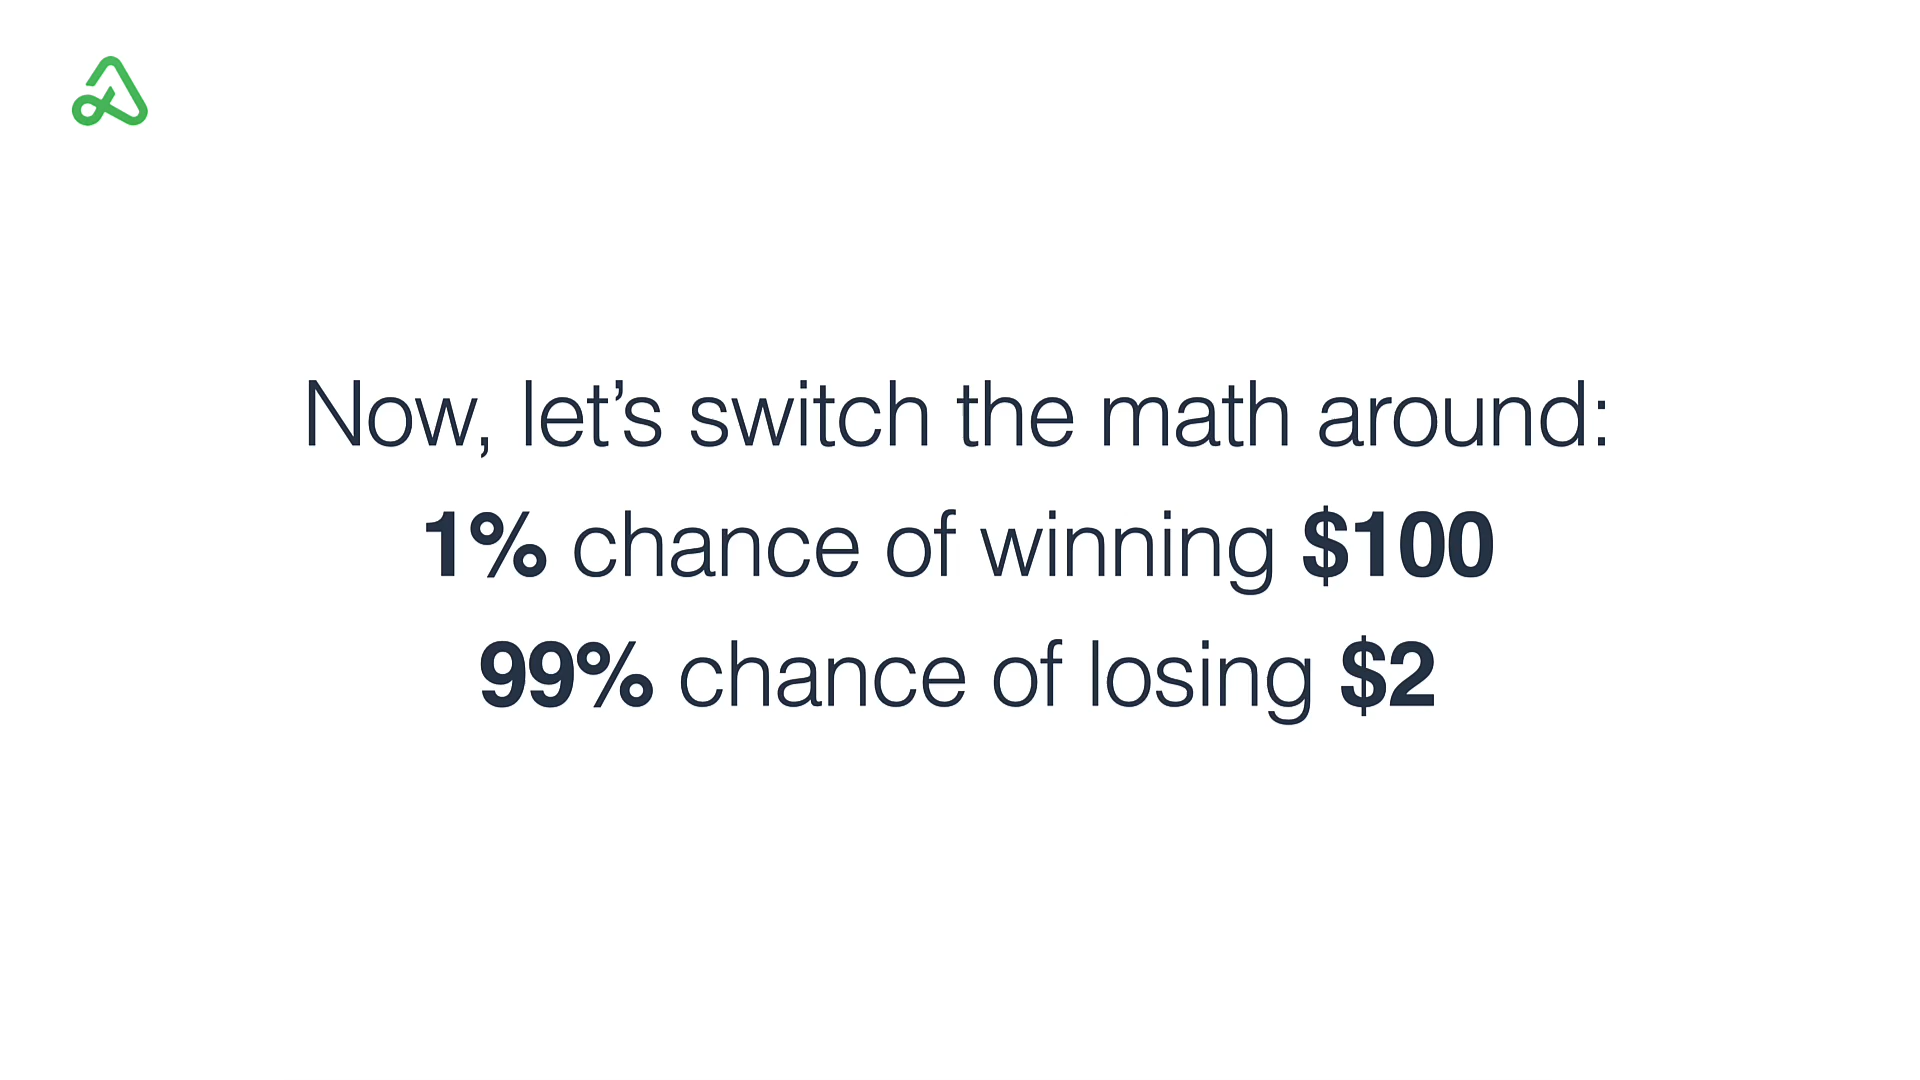 Now, let’s switch the math around:
1% chance of winning $100
99% chance of losing $2